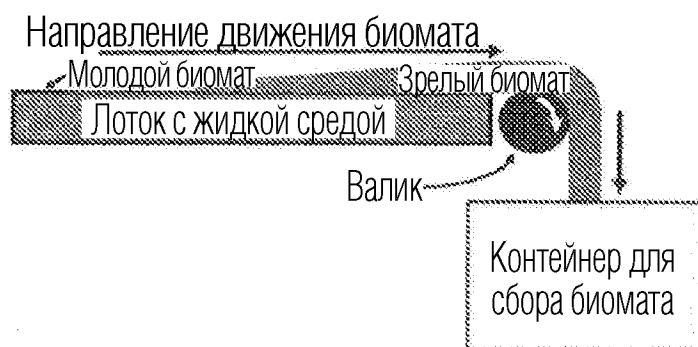 Направление движения биомата
Молодой биомат
Зрелый биомат
Лоток с жидкой средой
Валик
Контейнер для
сбора биомата